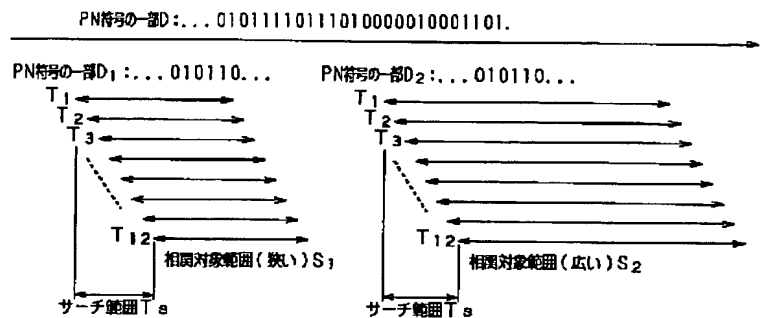 PN符号の一部D:...01011110111010000010001101.
PN符号の一部D1:...010110...
PN符号の一部D2:...010110...
T1
T2
T3
T12
相関対象範囲(狭い)S1
サーチ範囲Ts
T1
T2
T3
T12
相関対象範囲(広い)S2
サーチ範囲Ts